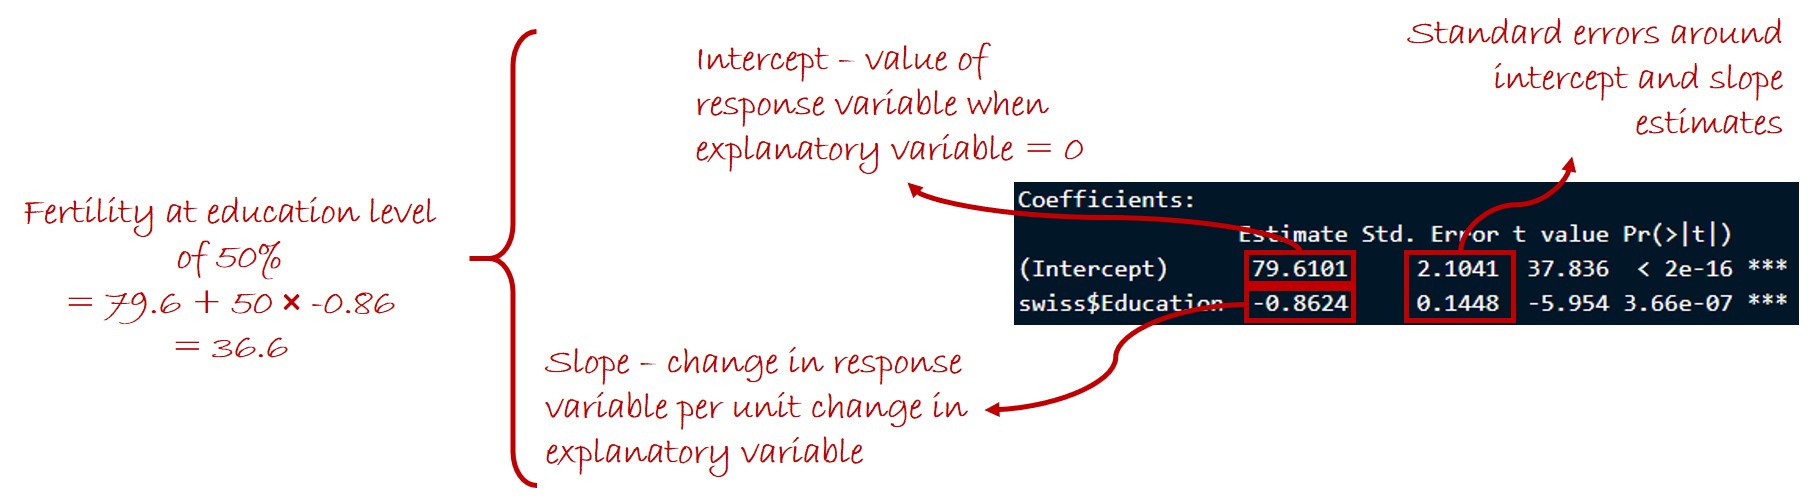 Fertility at education level
of 50%
= 79.6 + 50 × -0.86
= 36.6
Intercept – value of
response variable when
explanatory variable = 0
Slope – change in response
variable per unit change in
explanatory variable
Standard errors around
intercept and slope
estimates
Coefficients:
Estimate Std. Error t value Pr(>|t|)
(Intercept) 79.6101 2.1041 37.836 < 2e-16 ***
swiss$Education -0.8624 0.1448 -5.954 3.66e-07 ***